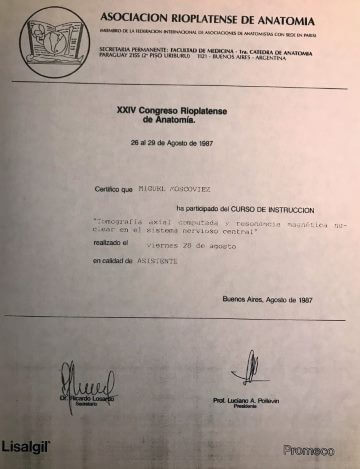 ASOCIACION RIOPLATENSE DE ANATOMIA
(MIEMBRO DE LA FEDERACION INTERNACIONAL DE ASOCIACIONES DE ANATOMISTAS CON SEDE EN PARIS)
SECRETARIA PERMANENTE: FACULTAD DE MEDICINA - 1ra. CATEDRA DE ANATOMIA
PARAGUAY 2155 (2º PISO URIBURU) 1121 - BUENOS AIRES - ARGENTINA
XXIV Congreso Rioplatense
de Anatomía.
26 al 29 de Agosto de 1987
Certifico que MIGUEL MOSCOVIEZ
ha participado del CURSO DE INSTRUCCION
"Tomografía axial computada y resonancia magnética nu-
clear en el sistema nervioso central"
realizado el viernes 28 de agosto
en calidad de ASISTENTE
Buenos Aires, Agosto de 1987
Dr. Ricardo Losardo
Secretario
Prof. Luciano A. Poitevin
Presidente
Lisalgil
Promeco